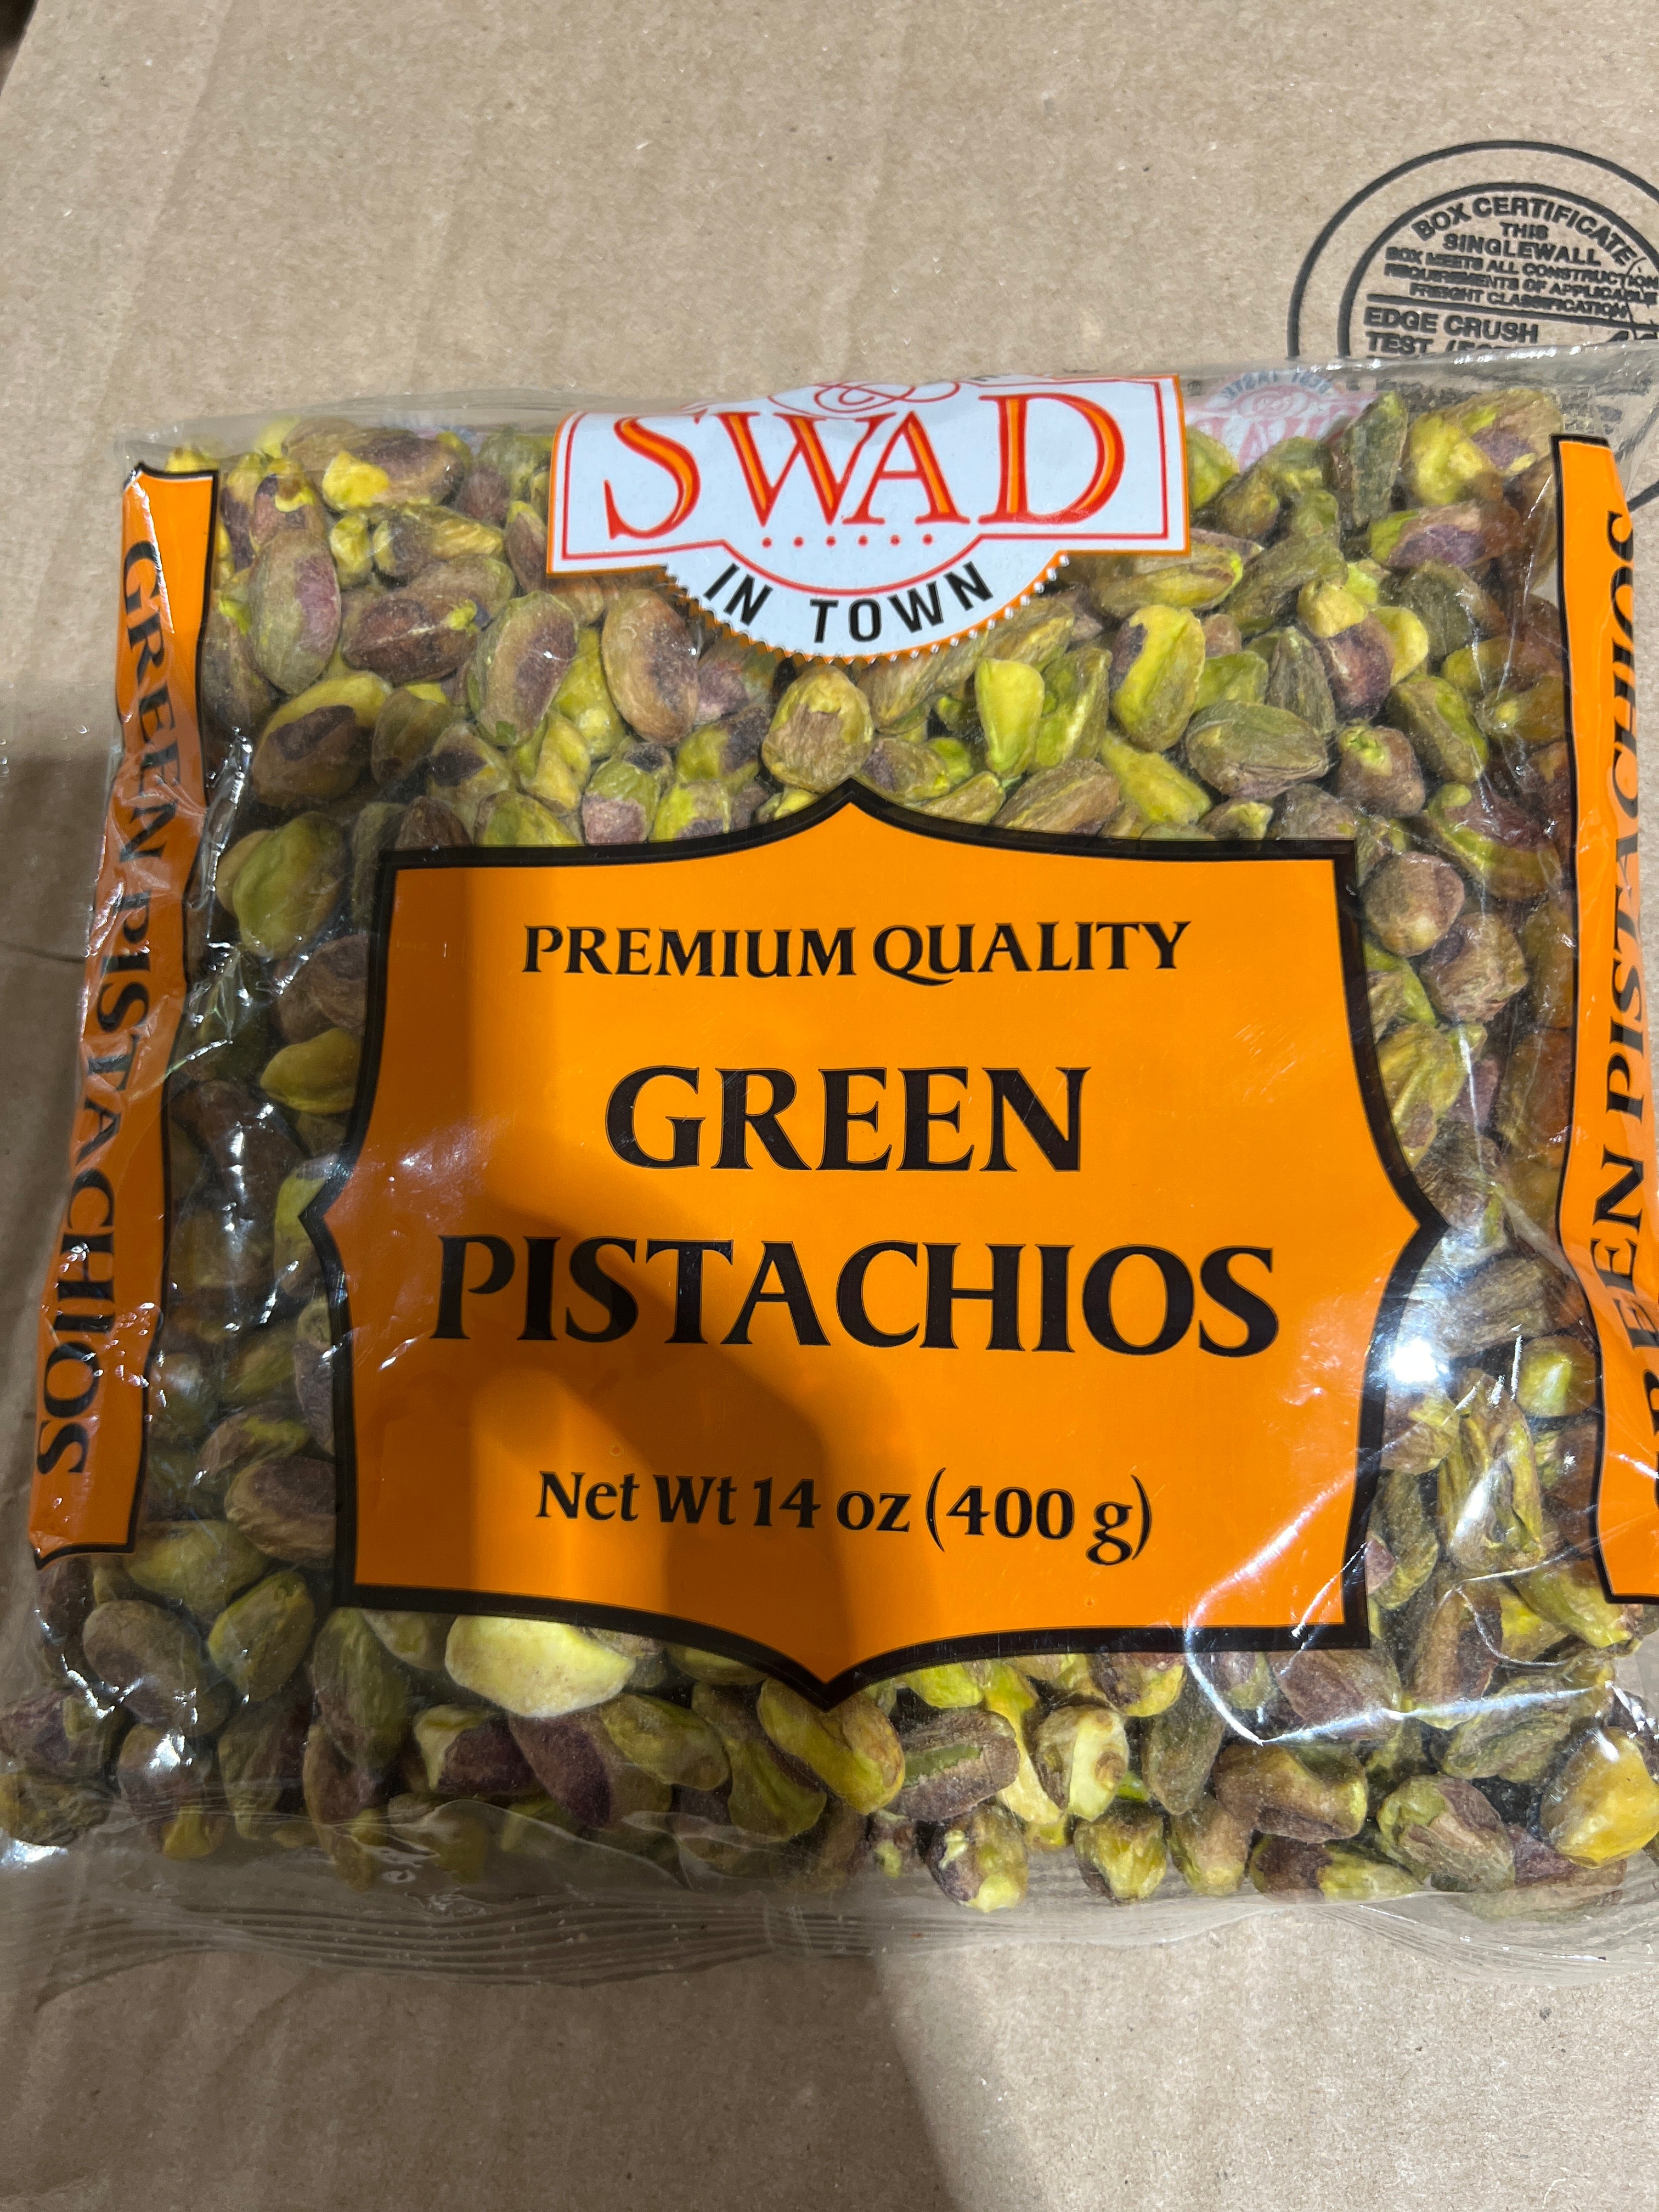 BOX CERTIFICATE
THIS
SINGLEWALL
BOX MEETS ALL CONSTRUCTION
REQUIREMENTS OF APPLICABLE
FREIGHT CLASSIFICATION
EDGE CRUSH
TEST
SWAD
IN TOWN
GREEN PISTACHIOS
PREMIUM QUALITY
GREEN
PISTACHIOS
Net Wt 14 oz (400 g)
GREEN PISTACHIOS